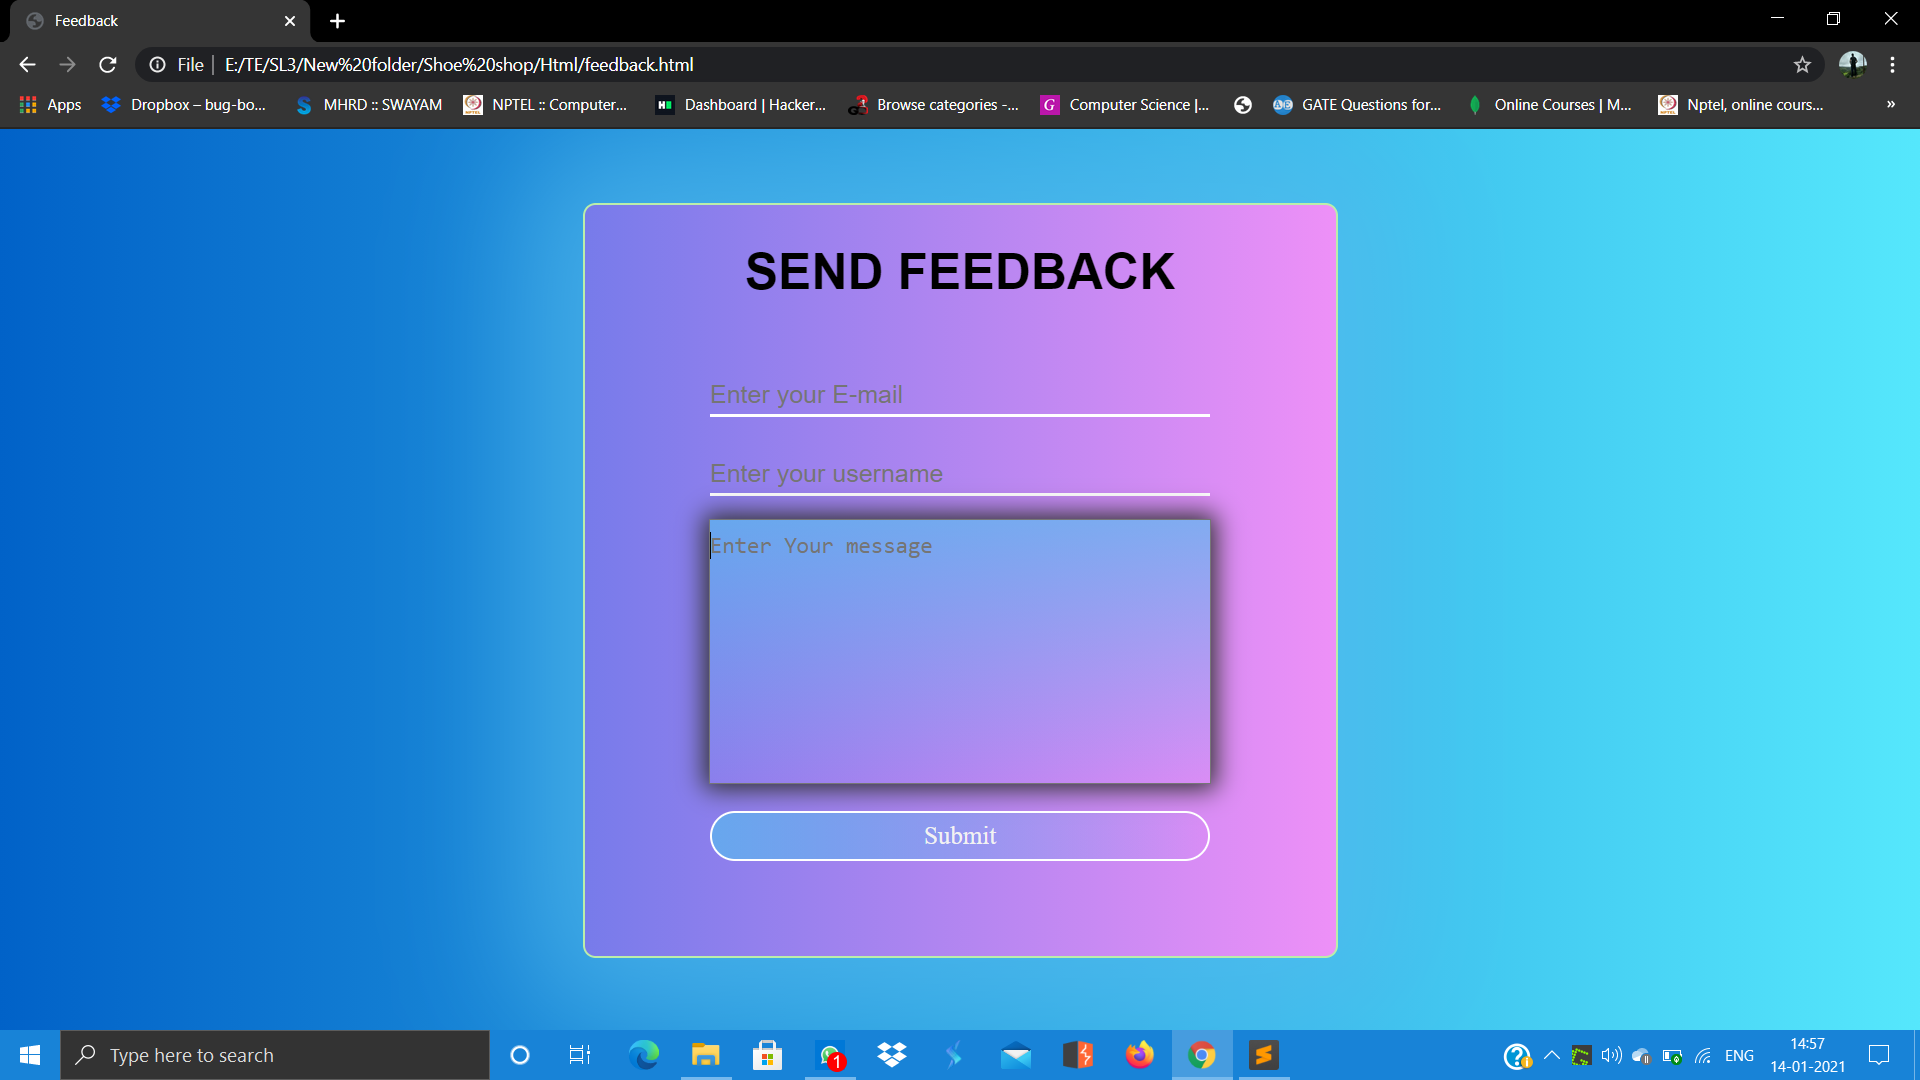 Feedback
File E:/TE/SL3/New%20folder/Shoe%20shop/Html/feedback.html
Apps Dropbox – bug-bo... MHRD :: SWAYAM NPTEL :: Computer... Dashboard | Hacker... Browse categories -... Computer Science |... GATE Questions for... Online Courses | M... Nptel, online cours... »
SEND FEEDBACK
Enter your E-mail
Enter your username
Enter Your message
Submit
Type here to search
1
ENG
14:57
14-01-2021